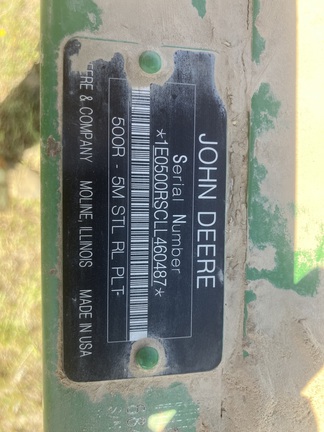 JOHN DEERE
Serial Number
*1E0500RSCLL460487*
500R - 5M STL RL PLT
DEERE & COMPANY MOLINE, ILLINOIS MADE IN USA